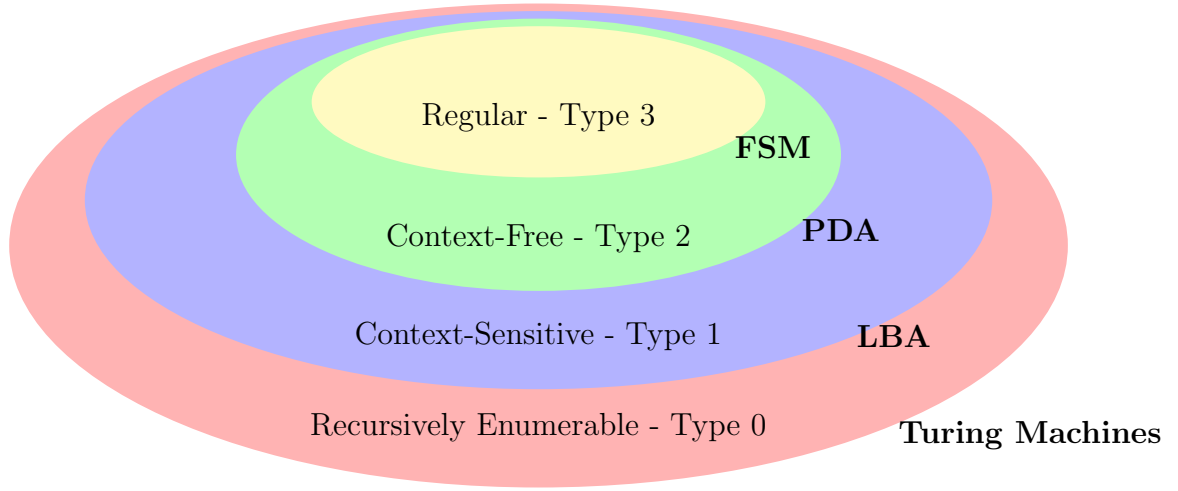 Regular - Type 3
FSM
Context-Free - Type 2
PDA
Context-Sensitive - Type 1
LBA
Recursively Enumerable - Type 0
Turing Machines